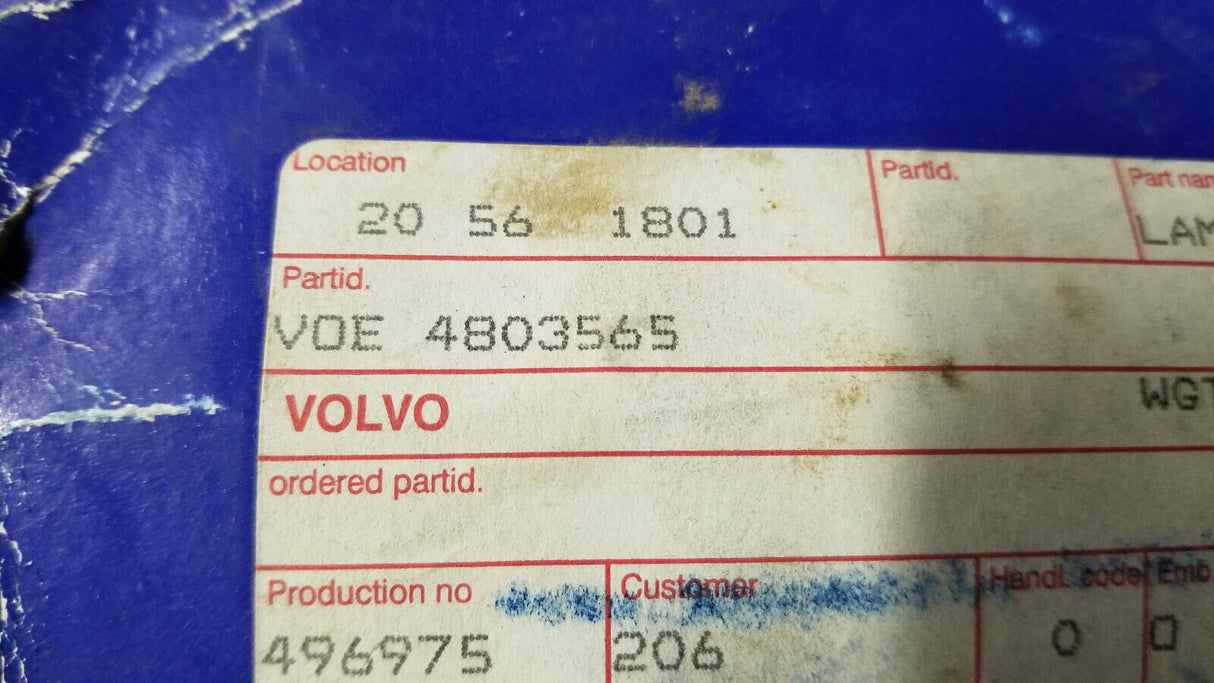 Location Partid. Part nam
20 56 1801 LAM
Partid.
VOE 4803565
VOLVO WGT
ordered partid.
Production no Customer Handl. code Emb.
496975 206 0 0